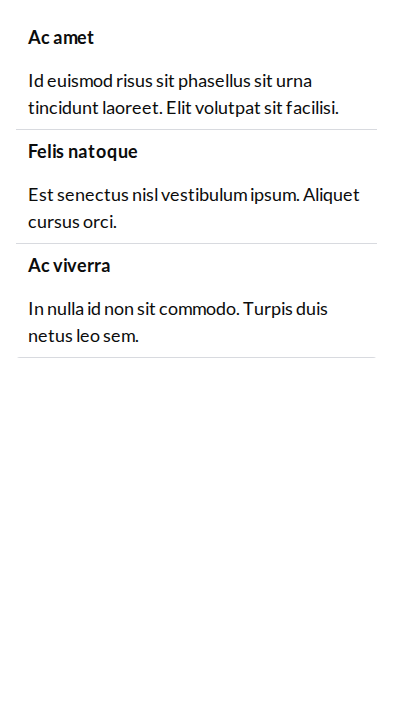 Ac amet
Id euismod risus sit phasellus sit urna
tincidunt laoreet. Elit volutpat sit facilisi.
Felis natoque
Est senectus nisl vestibulum ipsum. Aliquet
cursus orci.
Ac viverra
In nulla id non sit commodo. Turpis duis
netus leo sem.